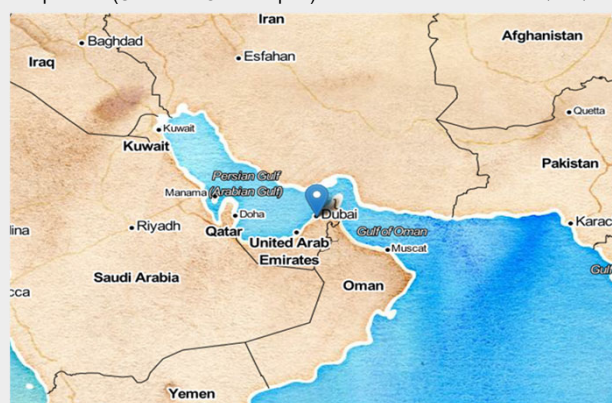 Iran
Afghanistan
Baghdad
Esfahan
Iraq
Quetta
Kuwait
Kuwait
Pakistan
Persian Gulf
(Arabian Gulf)
Manama
Doha
Dubai
Karac
Riyadh
Qatar
Gulf of Oman
United Arab
Emirates
Muscat
Saudi Arabia
Oman
Yemen